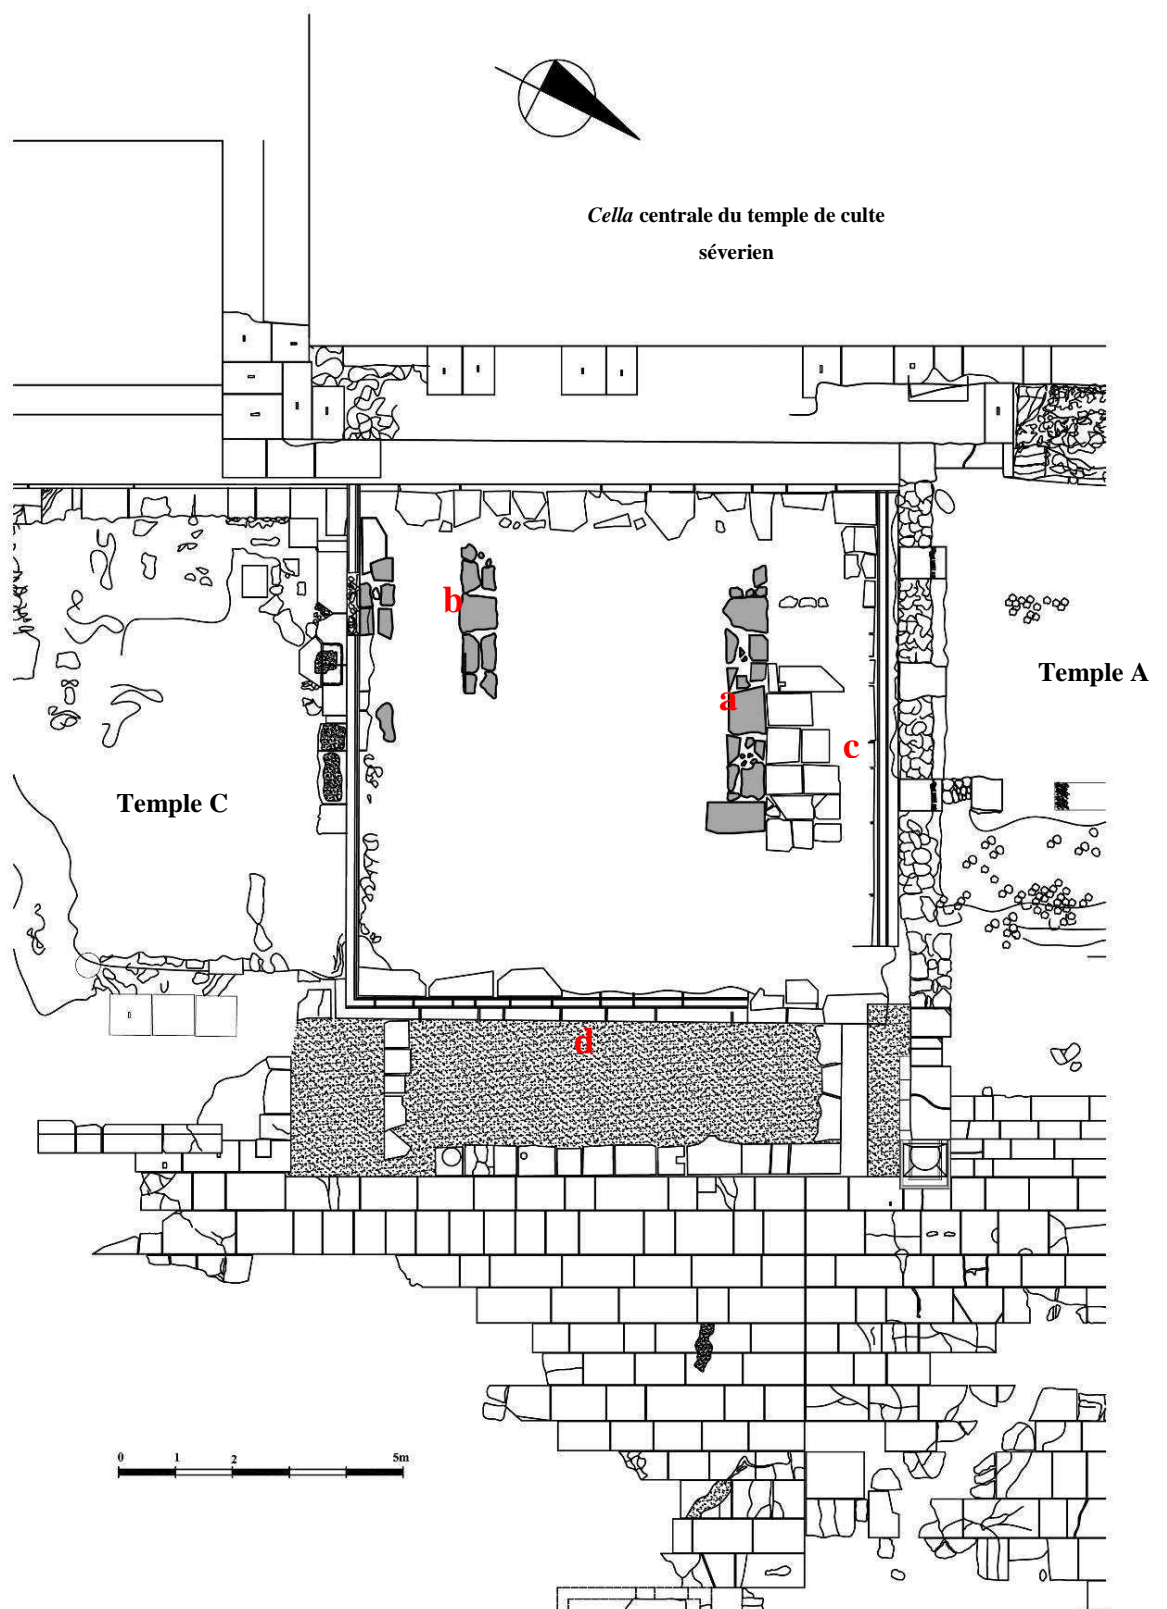 Cella centrale du temple de culte
séverien
b
Temple A
a
c
Temple C
d
0 1 2 5m